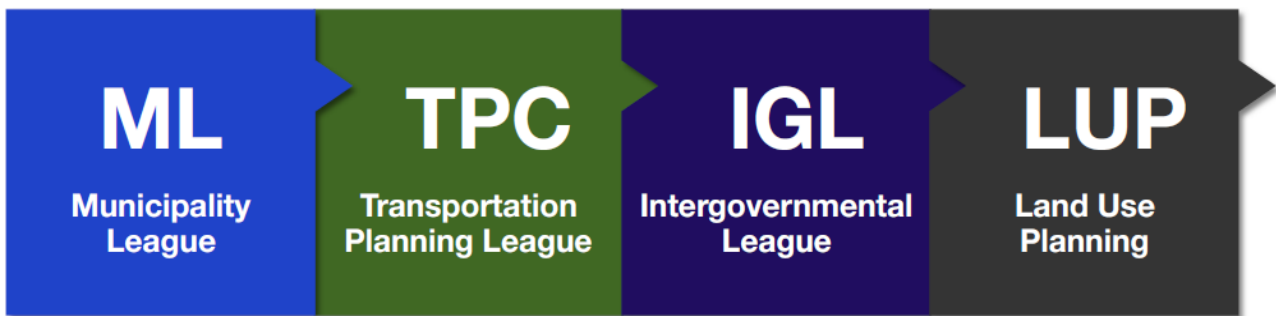 ML
Municipality
League
TPC
Transportation
Planning League
IGL
Intergovernmental
League
LUP
Land Use
Planning